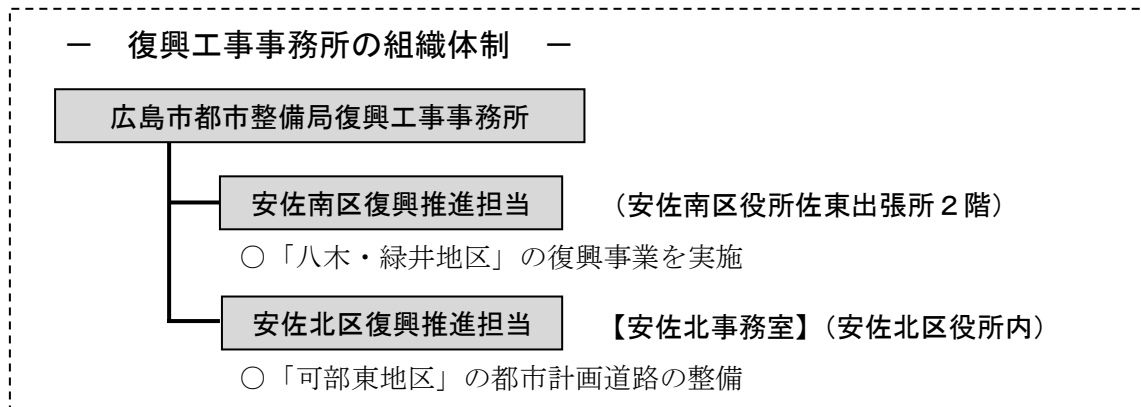 －　復興工事事務所の組織体制　－
広島市都市整備局復興工事事務所
安佐南区復興推進担当　（安佐南区役所佐東出張所２階）
○「八木・緑井地区」の復興事業を実施
安佐北区復興推進担当　【安佐北事務室】（安佐北区役所内）
○「可部東地区」の都市計画道路の整備